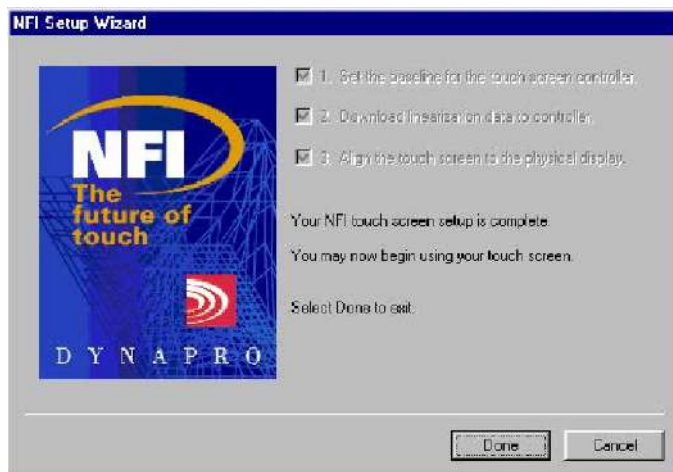 NFI Setup Wizard
NFI
The
future of
touch
DYNAPRO
1. Set the baseline for the touch screen controller.
2. Download linearization data to controller.
3. Align the touch screen to the physical display.
Your NFI touch screen setup is complete.
You may now begin using your touch screen.
Select Done to exit.
Done
Cancel